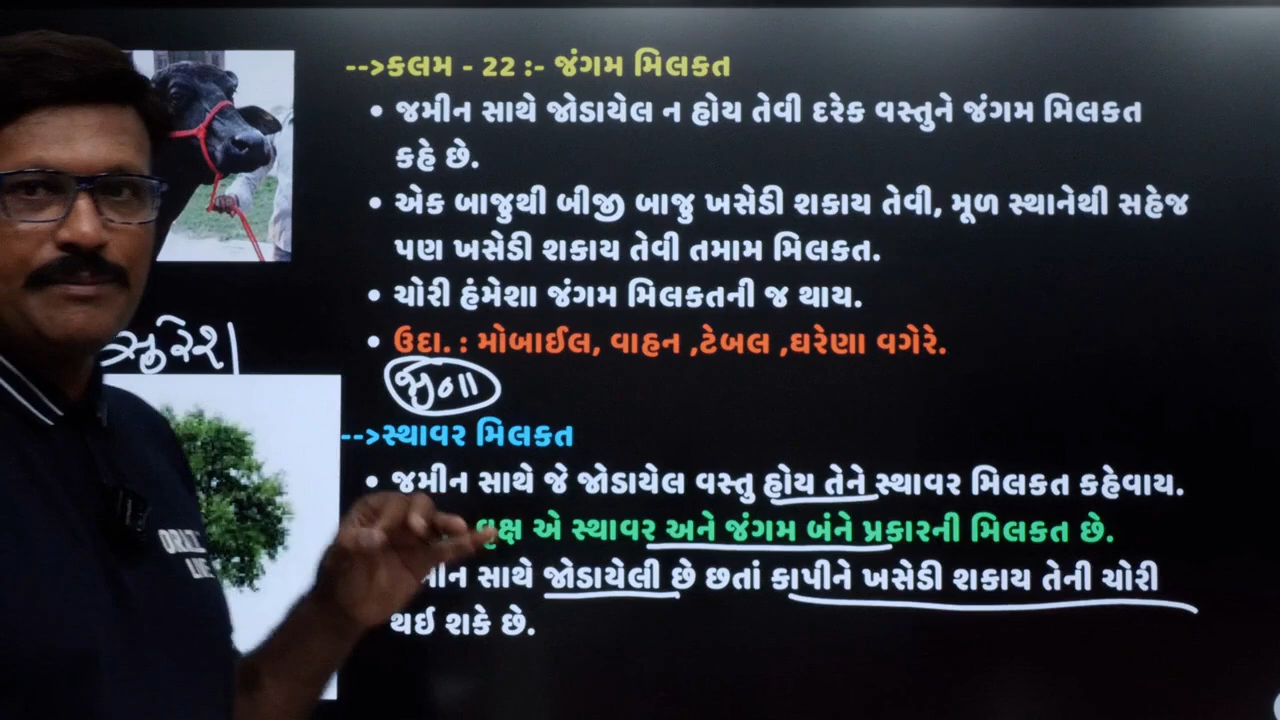 -->કલમ - 22 :- જંગમ મિલકત
• જમીન સાથે જોડાયેલ ન હોય તેવી દરેક વસ્તુને જંગમ મિલકત
કહે છે.
• એક બાજુથી બીજી બાજુ ખસેડી શકાય તેવી, મૂળ સ્થાનેથી સહેજ
પણ ખસેડી શકાય તેવી તમામ મિલકત.
• ચોરી હંમેશા જંગમ મિલકતની જ થાય.
• ઉદા. : મોબાઈલ, વાહન ,ટેબલ ,ઘરેણા વગેરે.
સુરેશ
-->સ્થાવર મિલકત
• જમીન સાથે જે જોડાયેલ વસ્તુ હોય તેને સ્થાવર મિલકત કહેવાય.
વૃક્ષ એ સ્થાવર અને જંગમ બંને પ્રકારની મિલકત છે.
સાથે જોડાયેલી છે છતાં કાપીને ખસેડી શકાય તેની ચોરી
થઇ શકે છે.